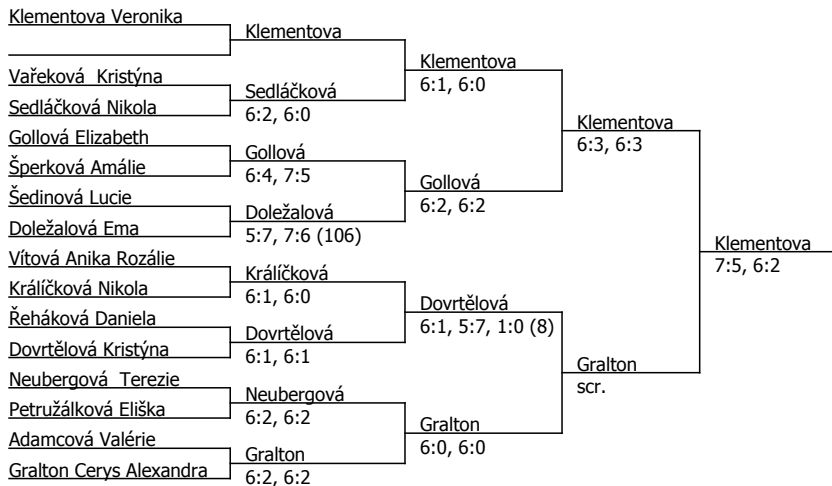 Klementova Veronika
Vařeková  Kristýna
Sedláčková Nikola
Gollová Elizabeth
Šperková Amálie
Šedinová Lucie
Doležalová Ema
Vítová Anika Rozálie
Králíčková Nikola
Řeháková Daniela
Dovrtělová Kristýna
Neubergová  Terezie
Petružálková Eliška
Adamcová Valérie
Gralton Cerys Alexandra
Klementova
Sedláčková
6:2, 6:0
Gollová
6:4, 7:5
Doležalová
5:7, 7:6 (106)
Králíčková
6:1, 6:0
Dovrtělová
6:1, 6:1
Neubergová
6:2, 6:2
Gralton
6:2, 6:2
Klementova
6:1, 6:0
Gollová
6:2, 6:2
Dovrtělová
6:1, 5:7, 1:0 (8)
Gralton
6:0, 6:0
Klementova
6:3, 6:3
Gralton
scr.
Klementova
7:5, 6:2